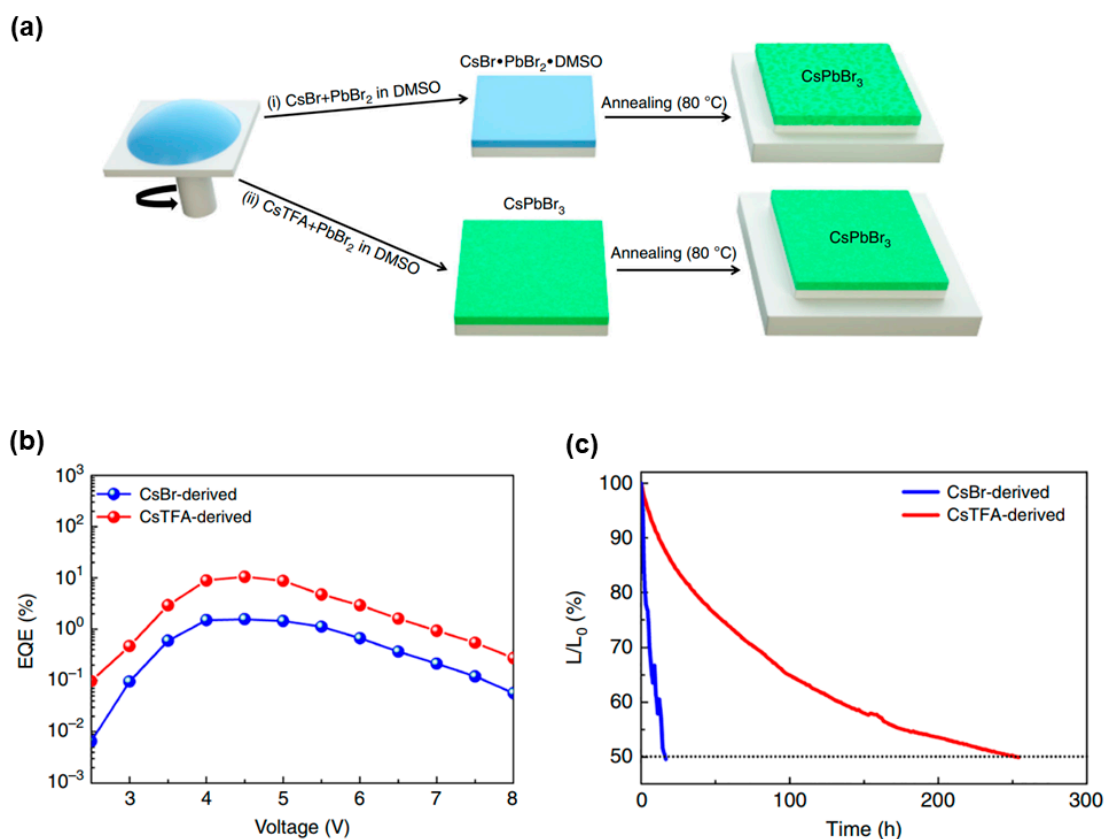 (a)
(i) CsBr+PbBr₂ in DMSO
CsBr•PbBr₂•DMSO
Annealing (80 °C)
CsPbBr₃
(ii) CsTFA+PbBr₂ in DMSO
CsPbBr₃
Annealing (80 °C)
CsPbBr₃
(b)
EQE (%)
10³
10²
10¹
10⁰
10⁻¹
10⁻²
10⁻³
CsBr-derived
CsTFA-derived
3 4 5 6 7 8
Voltage (V)
(c)
L/L₀ (%)
100
90
80
70
60
50
CsBr-derived
CsTFA-derived
0 100 200 300
Time (h)